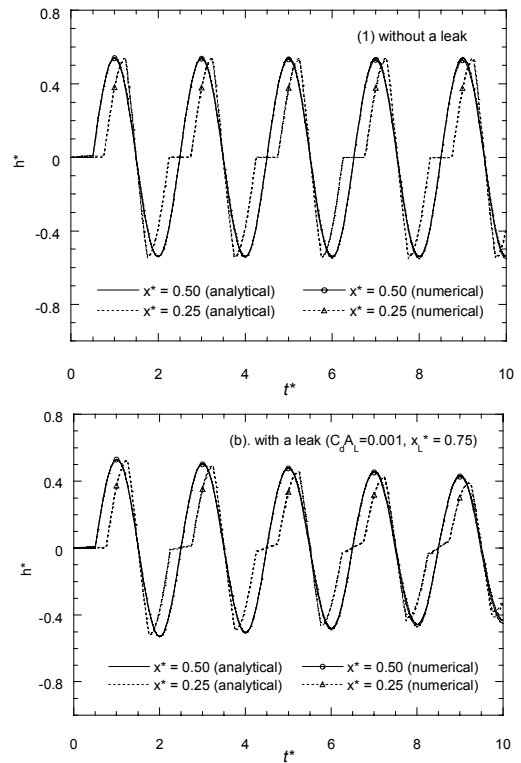 (1) without a leak
0.8
0.4
0
-0.4
-0.8
h*
x* = 0.50 (analytical) x* = 0.50 (numerical)
x* = 0.25 (analytical) x* = 0.25 (numerical)
0 2 4 6 8 10
t*
(b). with a leak (CdAL=0.001, xL* = 0.75)
0.8
0.4
0
-0.4
-0.8
h*
x* = 0.50 (analytical) x* = 0.50 (numerical)
x* = 0.25 (analytical) x* = 0.25 (numerical)
0 2 4 6 8 10
t*